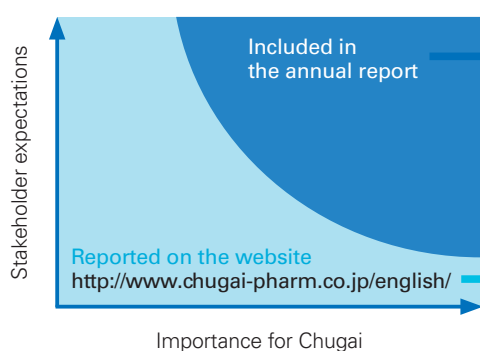 Stakeholder expectations
Included in
the annual report
Reported on the website
http://www.chugai-pharm.co.jp/english/
Importance for Chugai